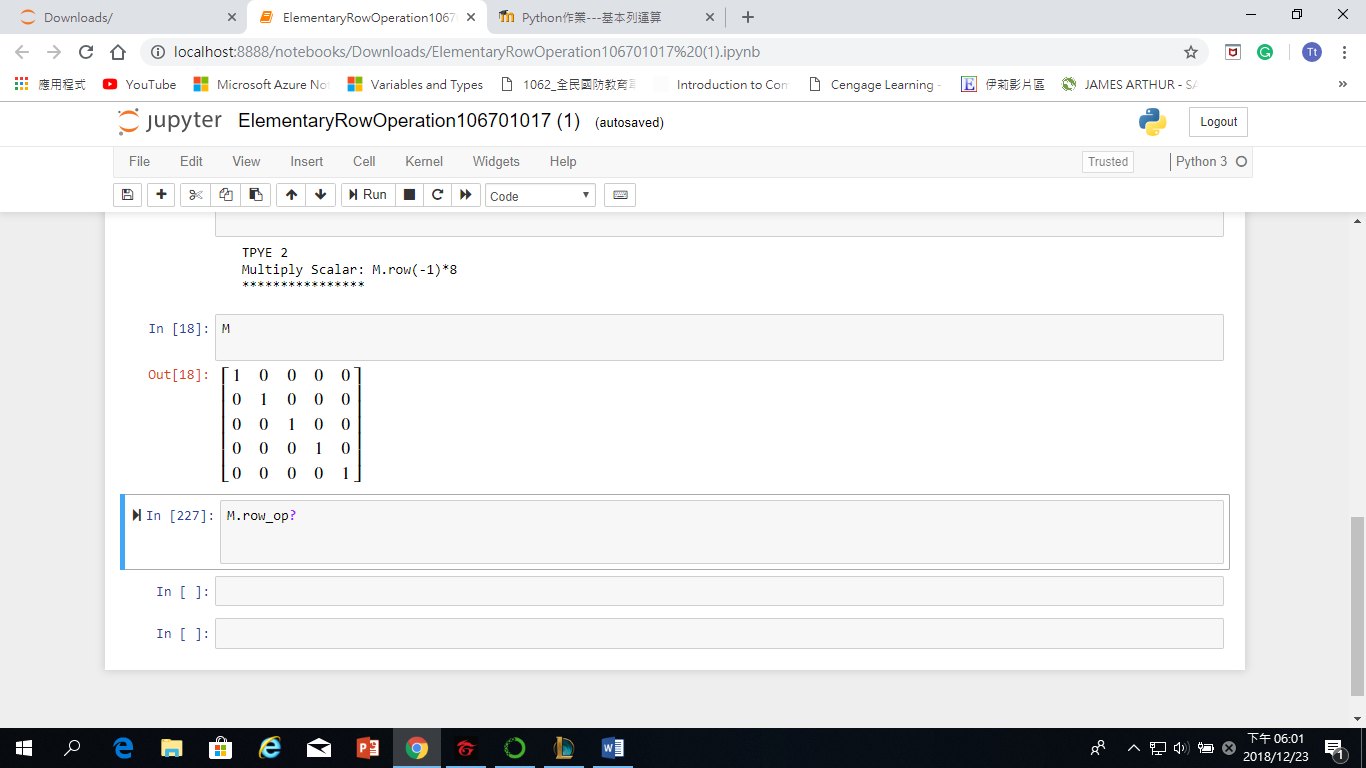 Downloads/
ElementaryRowOperation1067
Python作業---基本列運算
localhost:8888/notebooks/Downloads/ElementaryRowOperation106701017%20(1).ipynb
Tt
應用程式
YouTube
Microsoft Azure Not
Variables and Types
1062_全民國防教育
Introduction to Com
Cengage Learning -
伊莉影片區
JAMES ARTHUR - SA
»
jupyter
ElementaryRowOperation106701017 (1)
(autosaved)
Logout
File Edit View Insert Cell Kernel Widgets Help
Trusted
Python 3
Run
Code
TPYE 2
Multiply Scalar: M.row(-1)*8
****************
In [18]: M
Out[18]:
1 0 0 0 0
0 1 0 0 0
0 0 1 0 0
0 0 0 1 0
0 0 0 0 1
In [227]: M.row_op?
In [ ]:
In [ ]:
下午 06:01
2018/12/23
1